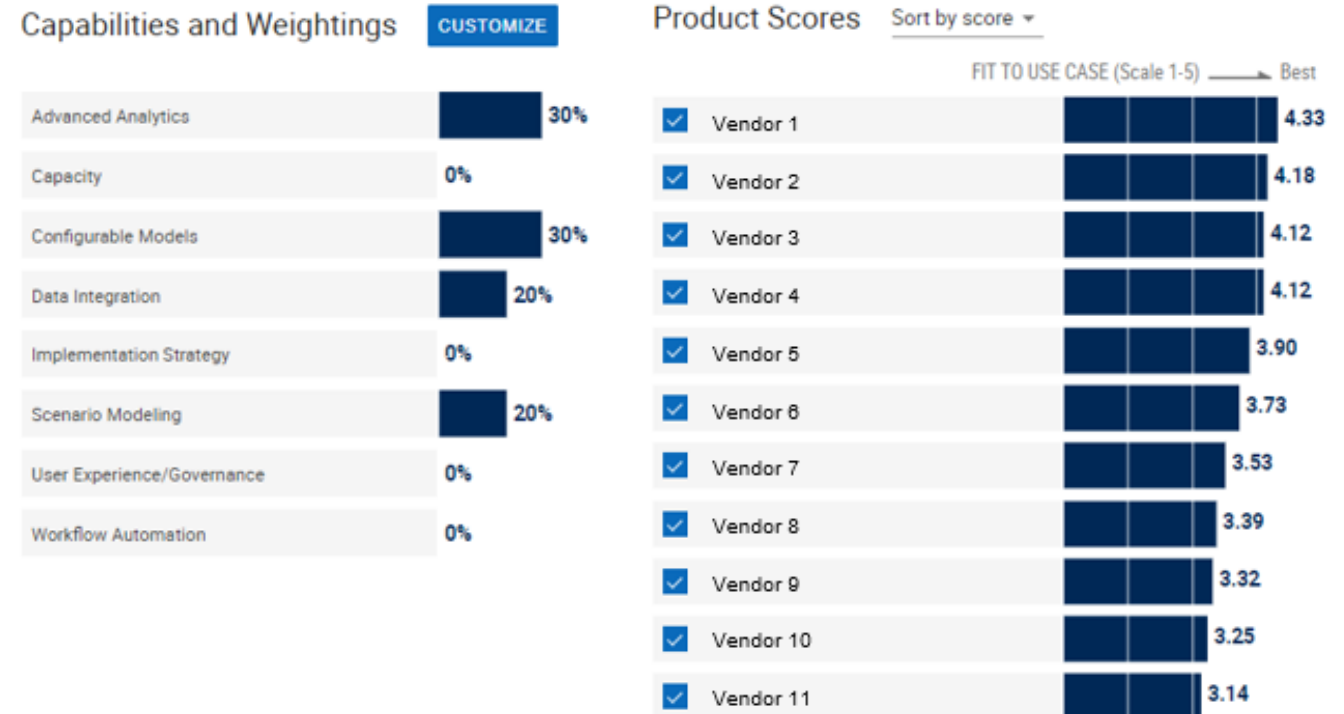 Capabilities and Weightings CUSTOMIZE
Advanced Analytics 30%
Capacity 0%
Configurable Models 30%
Data Integration 20%
Implementation Strategy 0%
Scenario Modeling 20%
User Experience/Governance 0%
Workflow Automation 0%
Product Scores Sort by score
FIT TO USE CASE (Scale 1-5) Best
Vendor 1 4.33
Vendor 2 4.18
Vendor 3 4.12
Vendor 4 4.12
Vendor 5 3.90
Vendor 6 3.73
Vendor 7 3.53
Vendor 8 3.39
Vendor 9 3.32
Vendor 10 3.25
Vendor 11 3.14